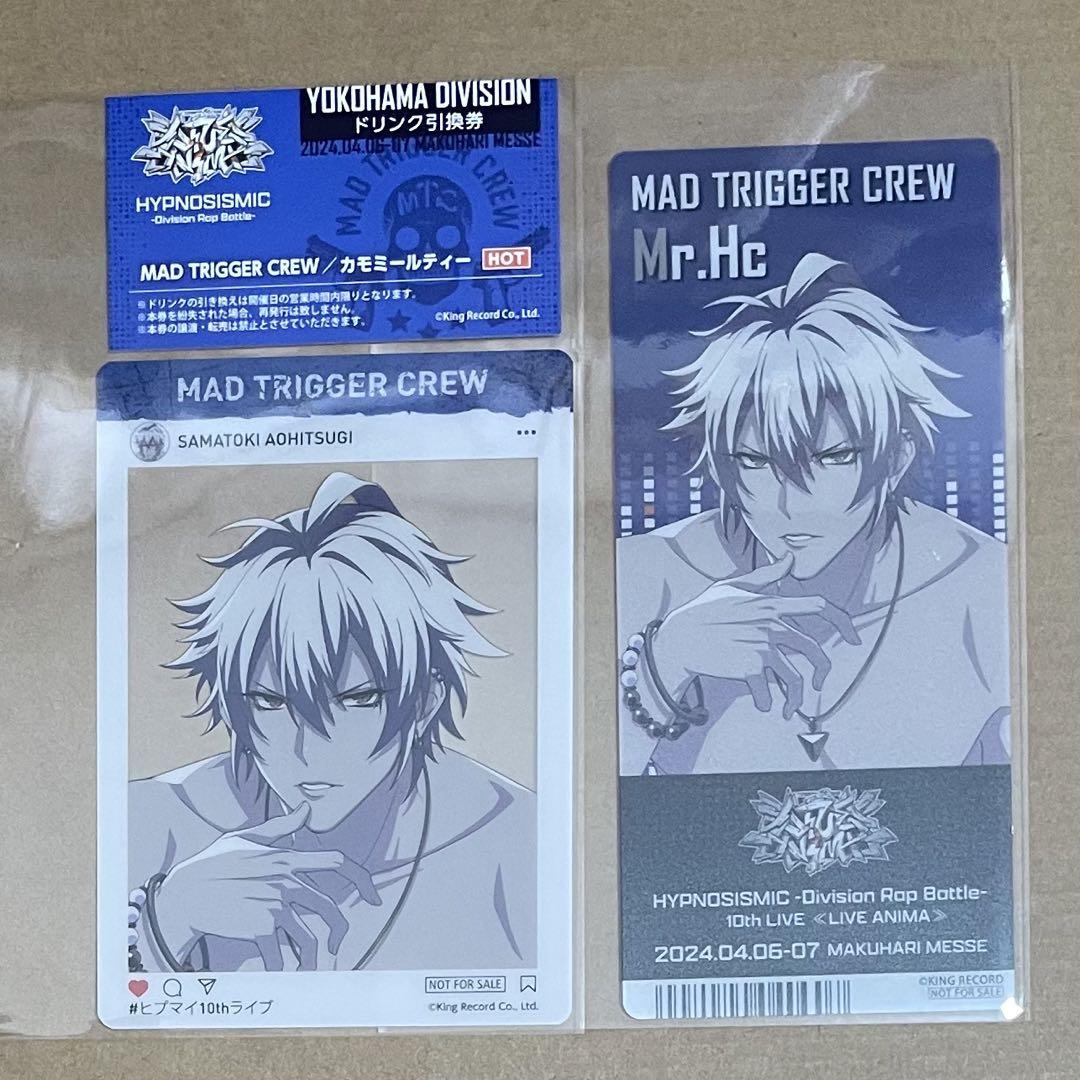 YOKOHAMA DIVISION
ドリンク引換券
2024.04.06-07 MAKUHARI MESSE
MAD TRIGGER CREW
MTC
HYPNOSISMIC
-Division Rap Battle-
MAD TRIGGER CREW/カモミールティー HOT
※ドリンクの引き換えは開催日の営業時間内限りとなります。
※本券を紛失された場合、再発行は致しません。
※本券の譲渡・転売は禁止とさせていただきます。
©King Record Co., Ltd.
MAD TRIGGER CREW
SAMATOKI AOHITSUGI
NOT FOR SALE
#ヒプマイ10thライブ
©King Record Co., Ltd.
MAD TRIGGER CREW
Mr.Hc
HYPNOSISMIC -Division Rap Battle-
10th LIVE ≪LIVE ANIMA≫
2024.04.06-07 MAKUHARI MESSE
©KING RECORD
NOT FOR SALE